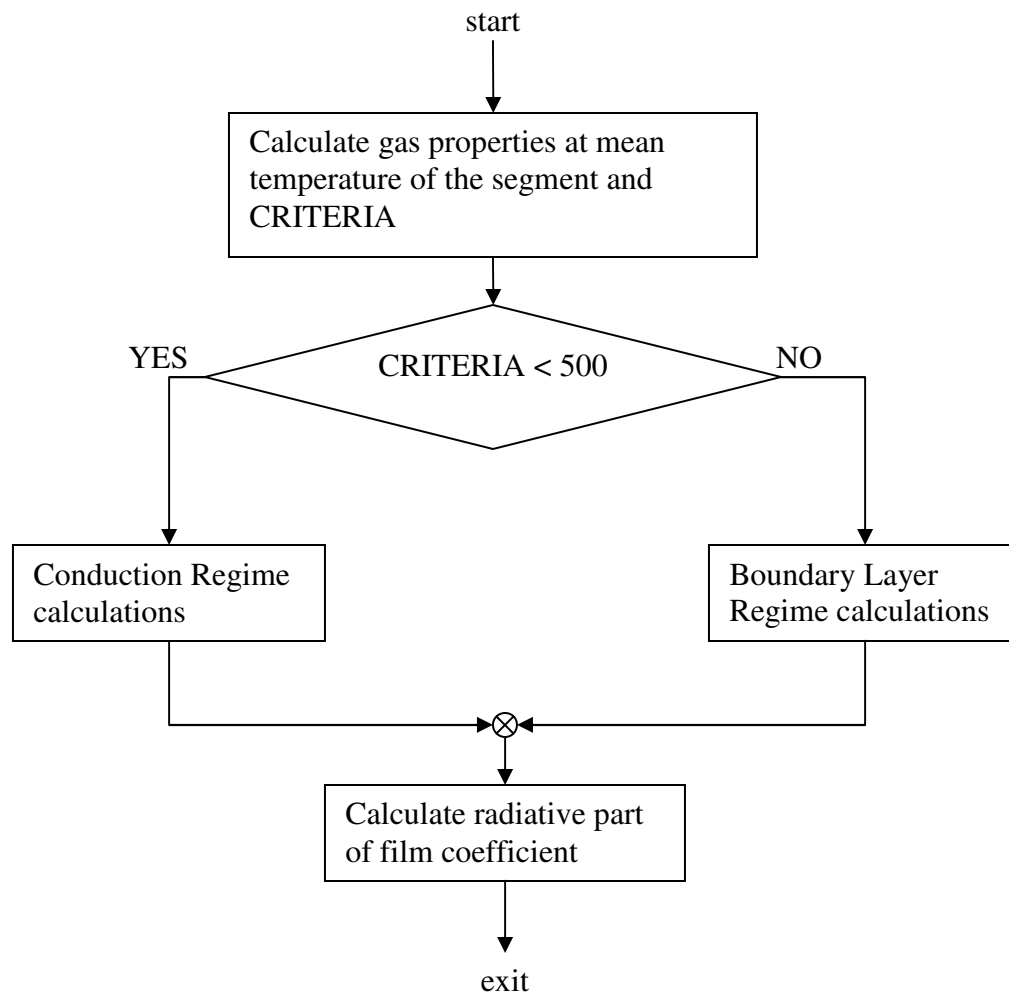 start
Calculate gas properties at mean
temperature of the segment and
CRITERIA
YES
CRITERIA < 500
NO
Conduction Regime
calculations
Boundary Layer
Regime calculations
Calculate radiative part
of film coefficient
exit